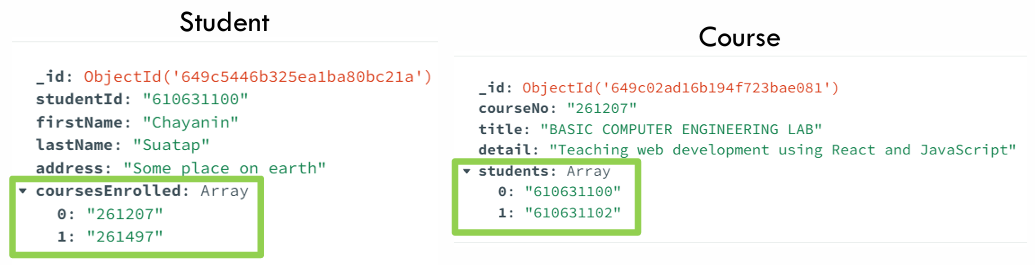 Student
_id: ObjectId('649c5446b325ea1ba80bc21a')
studentId: "610631100"
firstName: "Chayanin"
lastName: "Suatap"
address: "Some place on earth"
coursesEnrolled: Array
0: "261207"
1: "261497"
Course
_id: ObjectId('649c02ad16b194f723bae081')
courseNo: "261207"
title: "BASIC COMPUTER ENGINEERING LAB"
detail: "Teaching web development using React and JavaScript"
students: Array
0: "610631100"
1: "610631102"